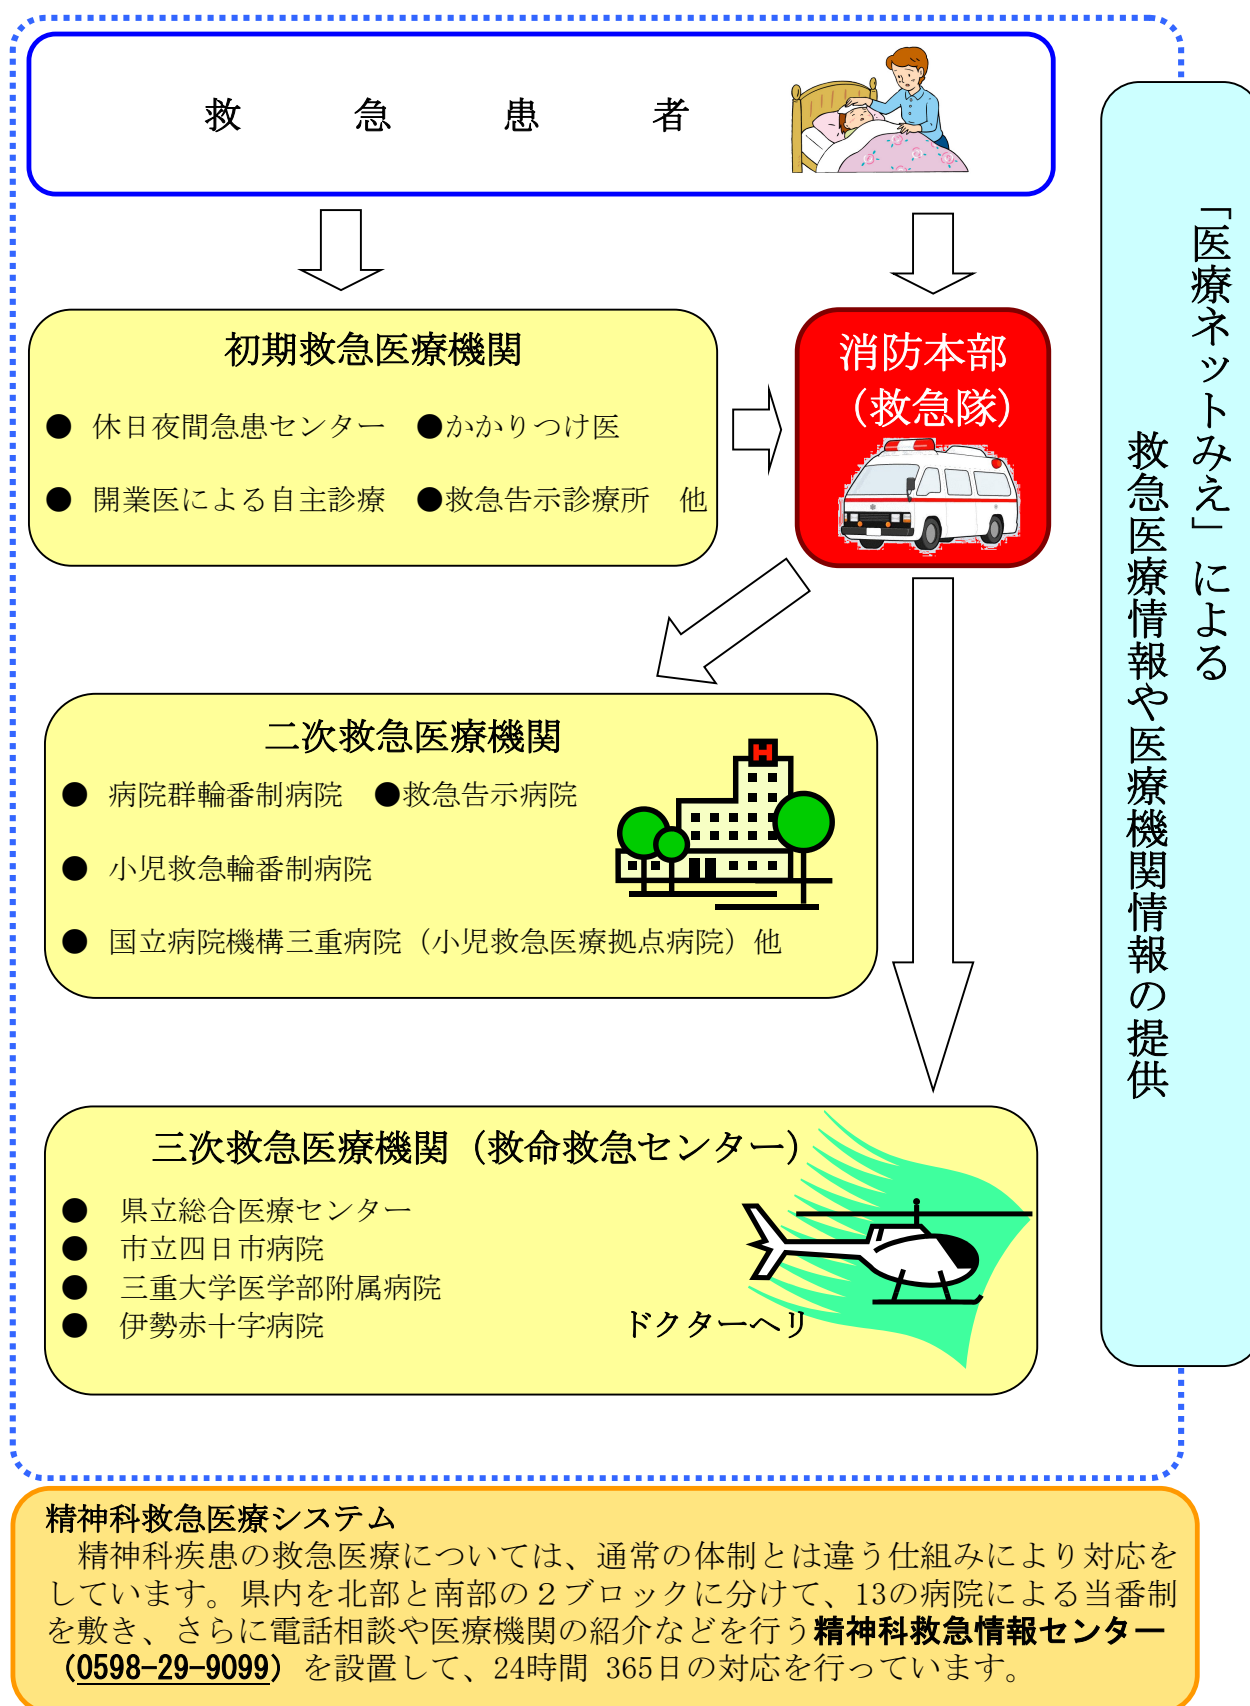 救急患者
初期救急医療機関
● 休日夜間急患センター ●かかりつけ医
● 開業医による自主診療 ●救急告示診療所 他
消防本部
（救急隊）
二次救急医療機関
● 病院群輪番制病院 ●救急告示病院
● 小児救急輪番制病院
● 国立病院機構三重病院（小児救急医療拠点病院）他
H
三次救急医療機関（救命救急センター）
● 県立総合医療センター
● 市立四日市病院
● 三重大学医学部附属病院
● 伊勢赤十字病院
ドクターヘリ
「医療ネットみえ」による
救急医療情報や医療機関情報の提供
精神科救急医療システム
精神科疾患の救急医療については、通常の体制とは違う仕組みにより対応を
しています。県内を北部と南部の２ブロックに分けて、13の病院による当番制
を敷き、さらに電話相談や医療機関の紹介などを行う精神科救急情報センター
（0598-29-9099）を設置して、24時間 365日の対応を行っています。